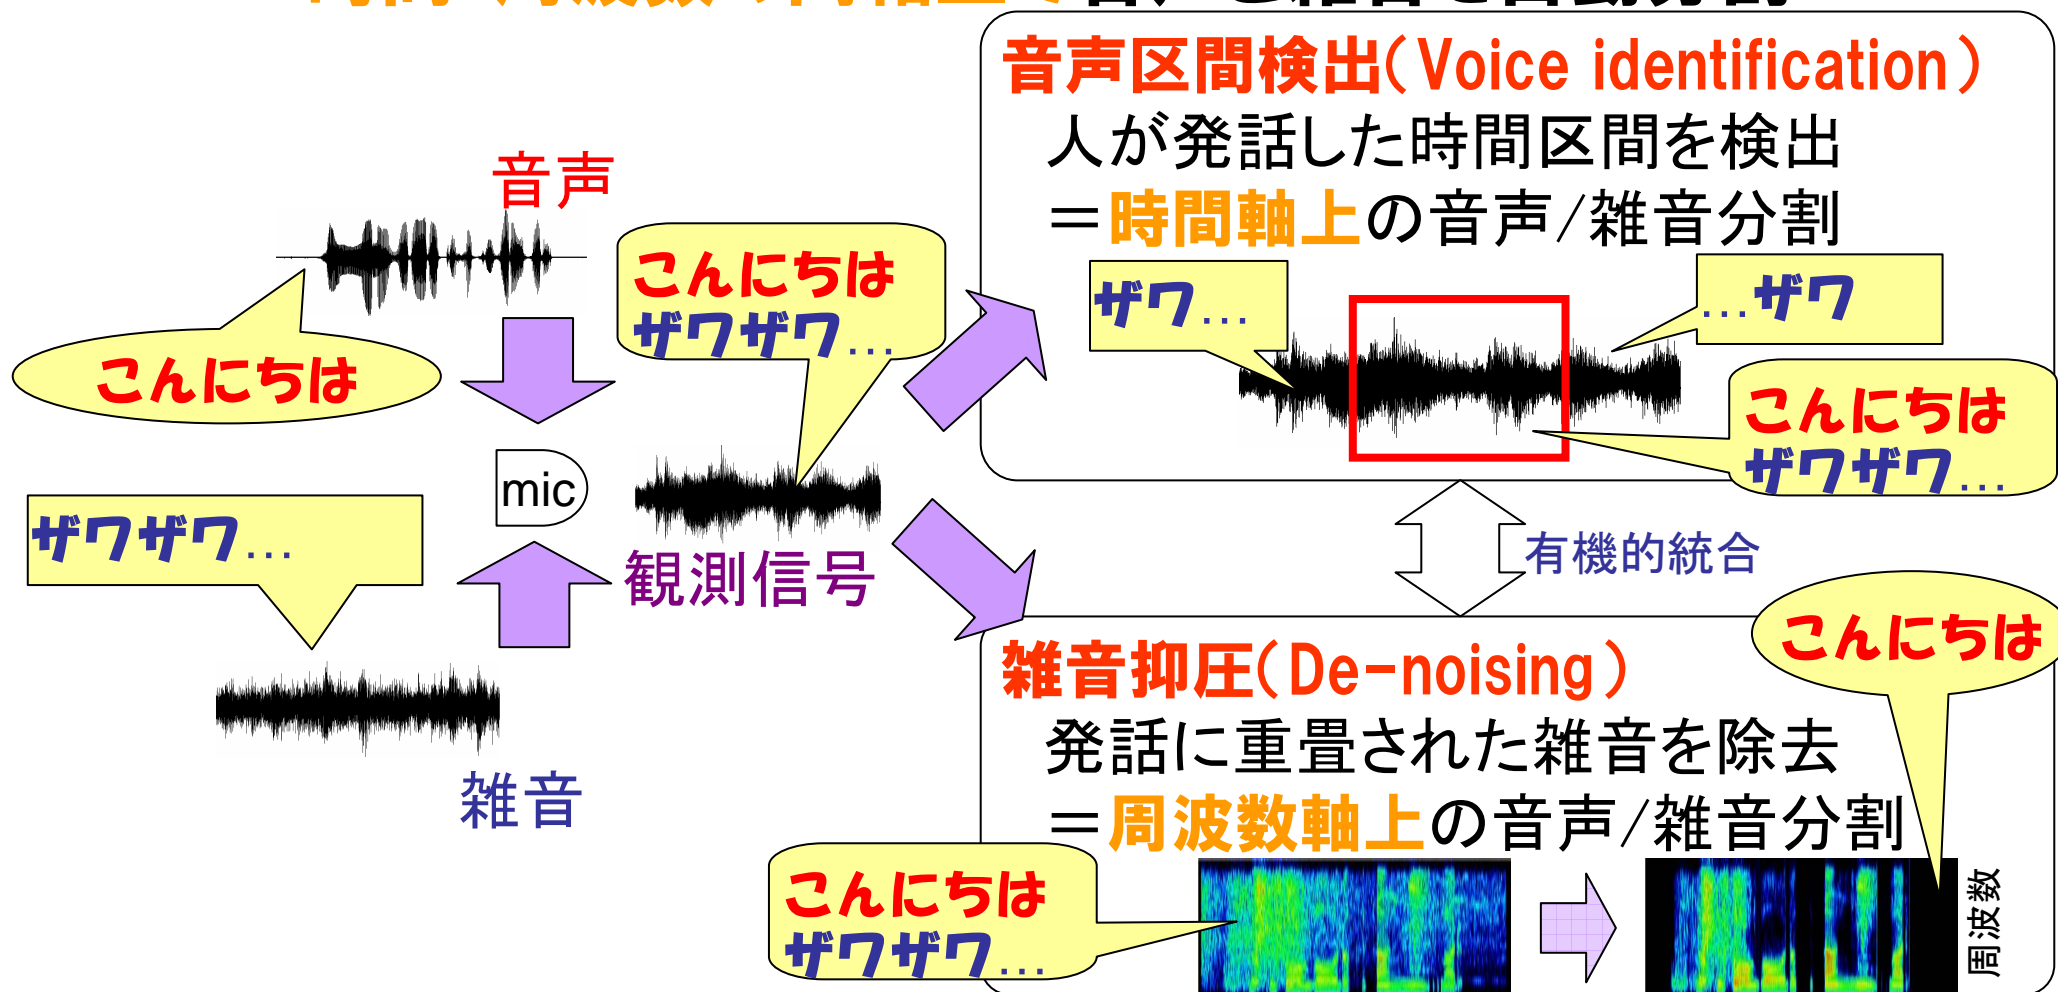 音声区間検出(Voice identification)
人が発話した時間区間を検出
=時間軸上の音声/雑音分割
音声
こんにちは
こんにちは
ザワザワ…
ザワ…
…ザワ
こんにちは
ザワザワ…
mic
ザワザワ…
観測信号
雑音
有機的統合
雑音抑圧(De-noising)
発話に重畳された雑音を除去
=周波数軸上の音声/雑音分割
こんにちは
こんにちは
ザワザワ…
周波数